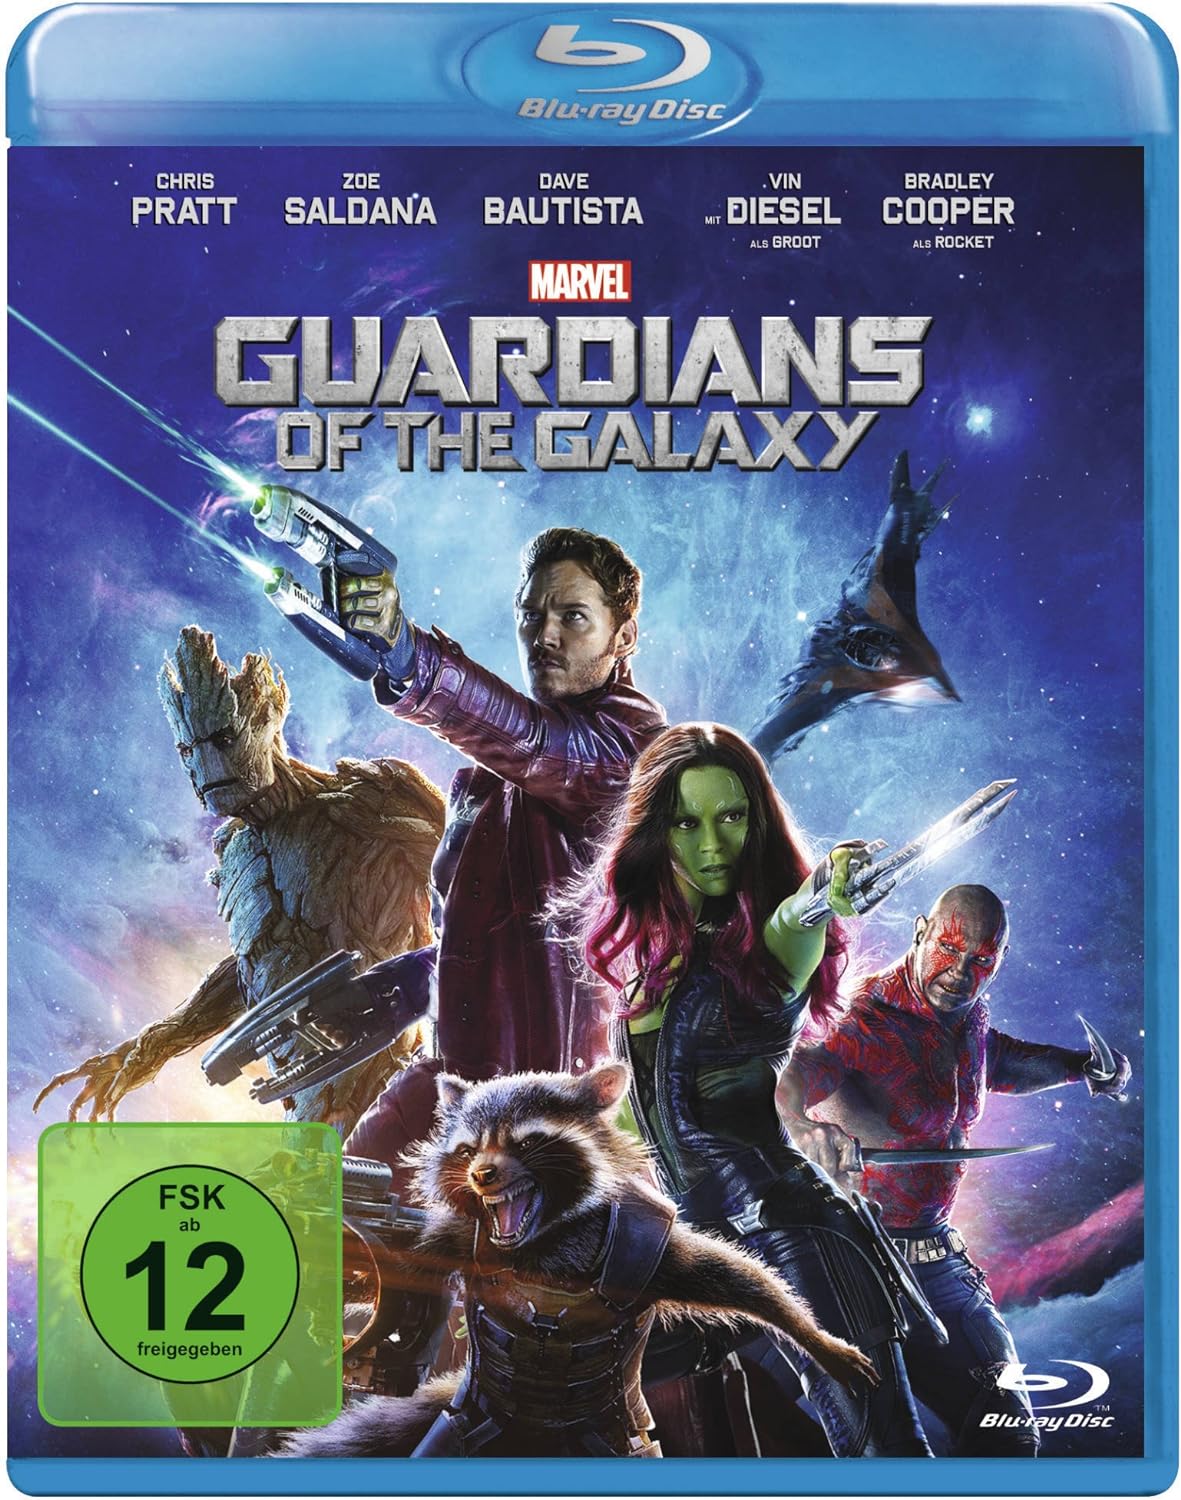 Blu-ray Disc
CHRIS PRATT
ZOE SALDANA
DAVE BAUTISTA
MIT VIN DIESEL
ALS GROOT
BRADLEY COOPER
ALS ROCKET
MARVEL
GUARDIANS
OF THE GALAXY
FSK
ab
12
freigegeben
Blu-ray Disc
TM